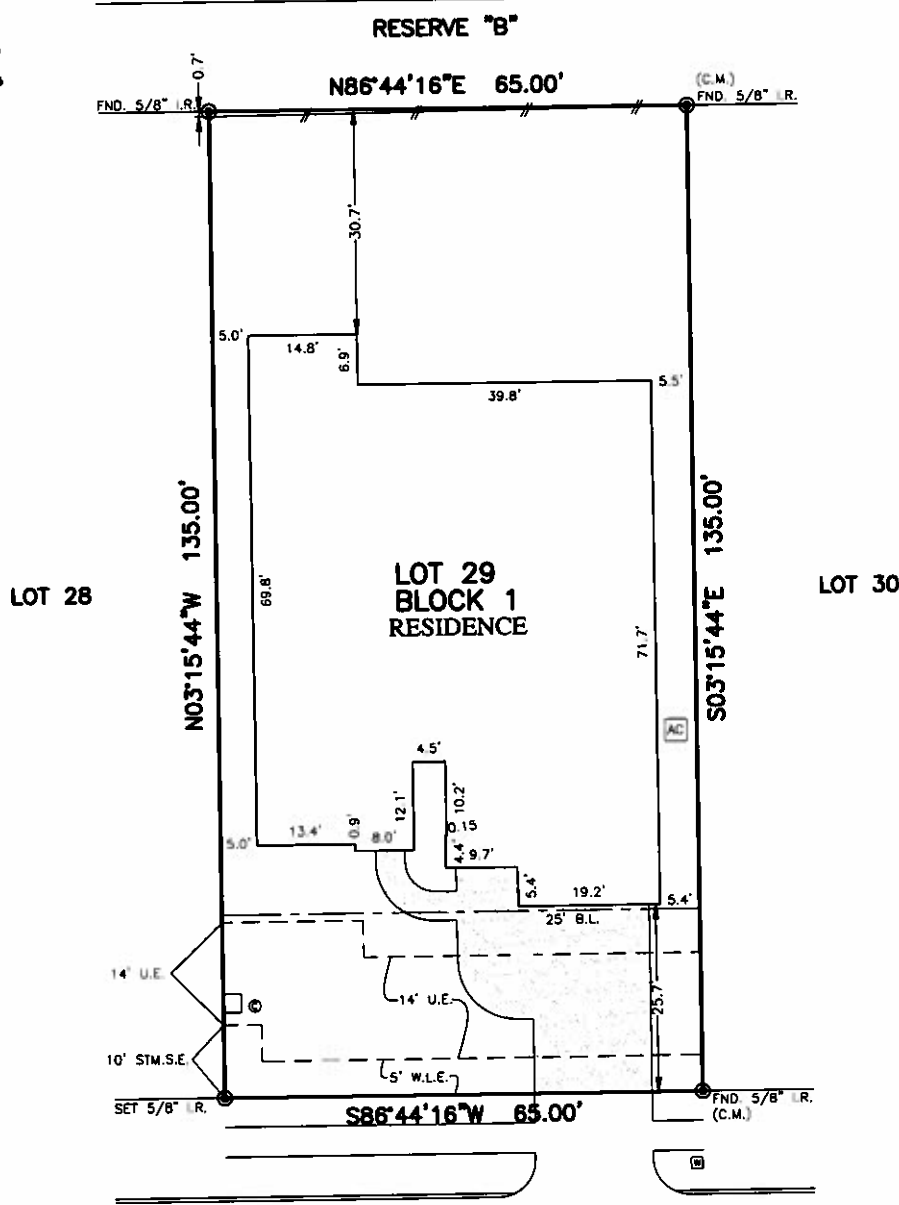 RESERVE "B"
0.7'
N86°44'16"E 65.00'
(C.M.)
FND. 5/8" I.R.
FND. 5/8" I.R.
30.7'
5.0'
14.8'
6.9'
39.8'
5.5'
N03°15'44"W 135.00'
S03°15'44"E 135.00'
LOT 28
69.8'
LOT 29
BLOCK 1
RESIDENCE
71.7'
LOT 30
AC
4.5'
12.1'
10.2'
0.15
5.0'
13.4'
0.9'
8.0'
4.4'
9.7'
5.4'
19.2'
5.4'
25' B.L.
14' U.E.
14' U.E.
25.7'
C
10' STM.S.E.
5' W.L.E.
SET 5/8" I.R.
S86°44'16"W 65.00'
FND. 5/8" I.R.
(C.M.)
W